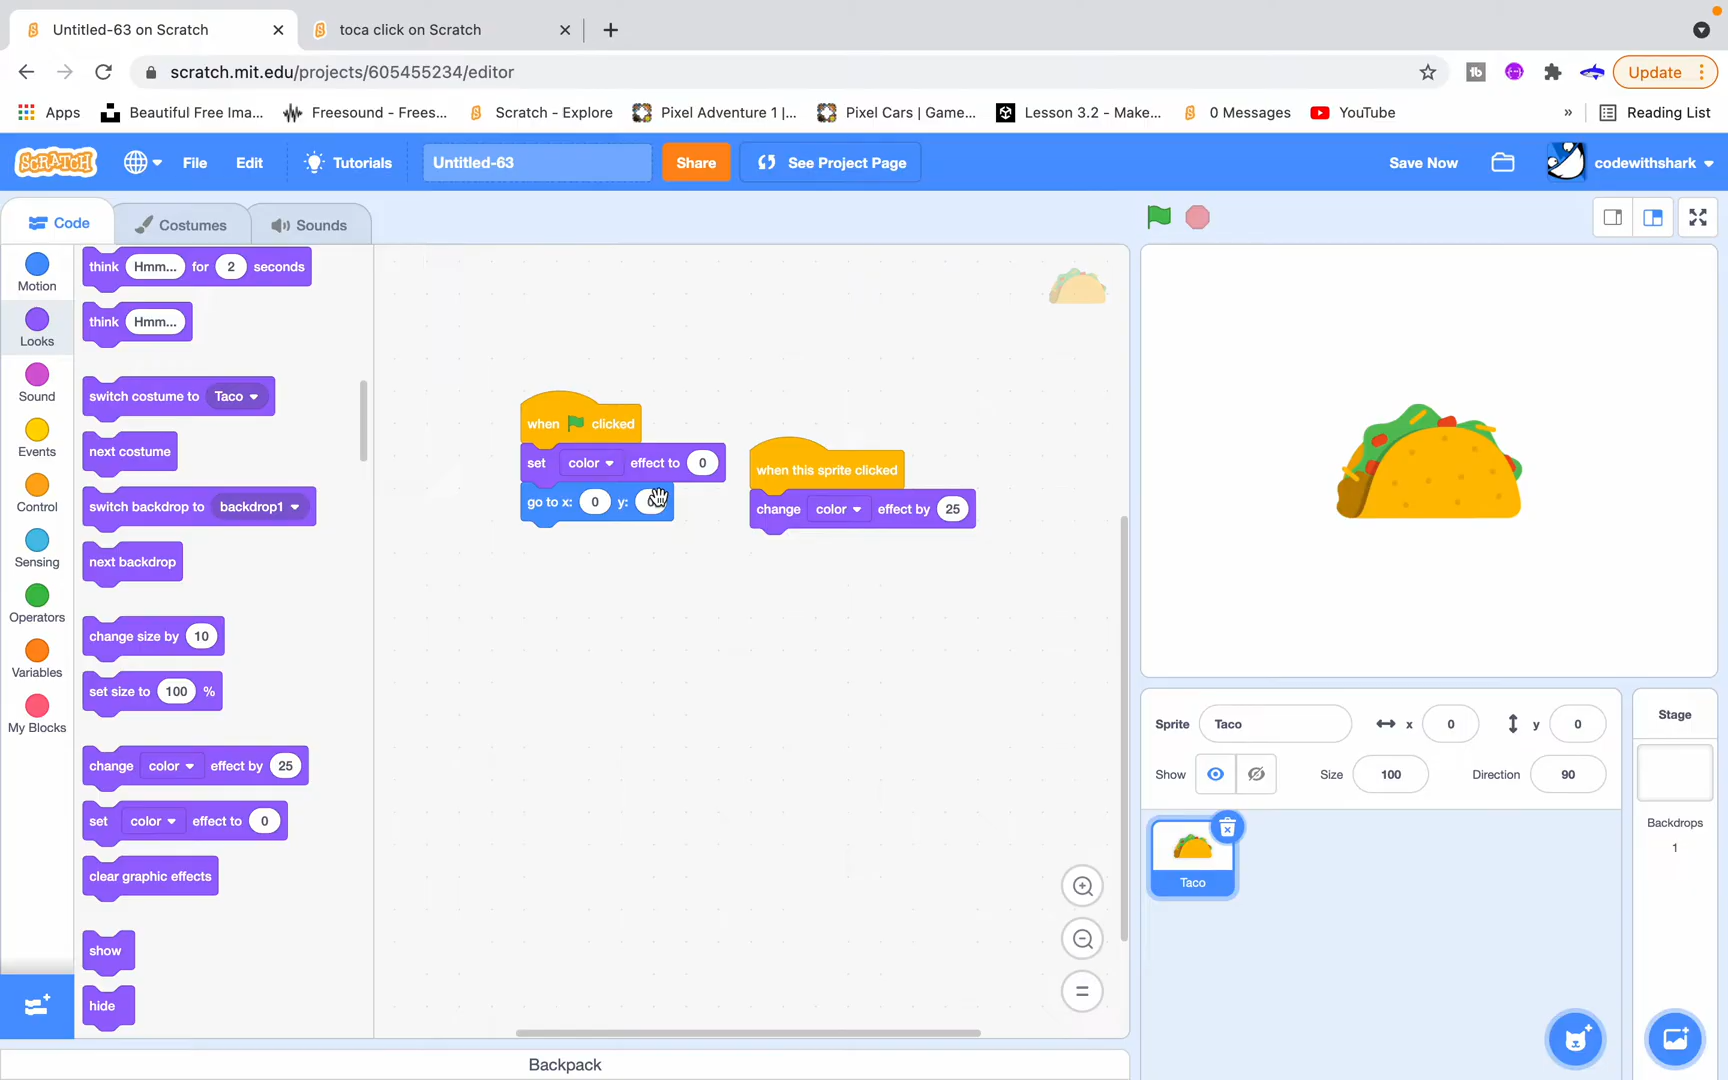 Untitled-63 on Scratch
toca click on Scratch
scratch.mit.edu/projects/605455234/editor
tb
Update
Apps
Beautiful Free Ima...
Freesound - Frees...
Scratch - Explore
Pixel Adventure 1 |...
Pixel Cars | Game...
Lesson 3.2 - Make...
0 Messages
YouTube
»
Reading List
SCRATCH
File
Edit
Tutorials
Untitled-63
Share
See Project Page
Save Now
codewithshark
Code
Costumes
Sounds
Motion
Looks
Sound
Events
Control
Sensing
Operators
Variables
My Blocks
think Hmm... for 2 seconds
think Hmm...
switch costume to Taco
next costume
switch backdrop to backdrop1
next backdrop
change size by 10
set size to 100 %
change color effect by 25
set color effect to 0
clear graphic effects
show
hide
when clicked
set color effect to 0
go to x: 0 y:
when this sprite clicked
change color effect by 25
Backpack
Sprite Taco x 0 y 0
Show Size 100 Direction 90
Taco
Stage
Backdrops
1